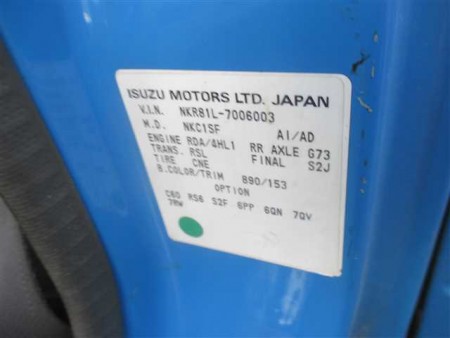 ISUZU MOTORS LTD. JAPAN
V.I.N. NKR81L-7006003
M.D. NKC1SF A1/AD
ENGINE RDA/4HL1 RR AXLE G73
TRANS. RSL FINAL S2J
TIRE CNE
B.COLOR/TRIM 890/153
OPTION
C60 RS6 S2F 6PP 6QN 7QV
7RW